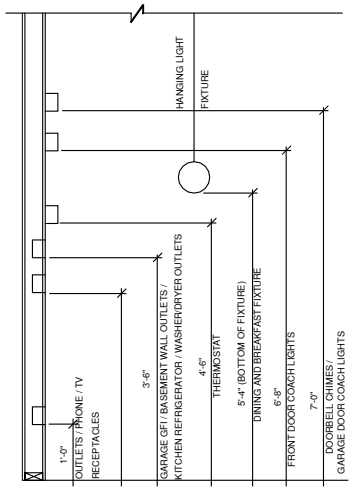 HANGING LIGHT
FIXTURE
1'-0"
OUTLETS / PHONE / TV
RECEPTACLES
3'-6"
GARAGE GFI / BASEMENT WALL OUTLETS /
KITCHEN REFRIGERATOR / WASHER/DRYER OUTLETS
4'-6"
THERMOSTAT
5'-4" (BOTTOM OF FIXTURE)
DINING AND BREAKFAST FIXTURE
6'-8"
FRONT DOOR COACH LIGHTS
7'-0"
DOORBELL CHIMES /
GARAGE DOOR COACH LIGHTS